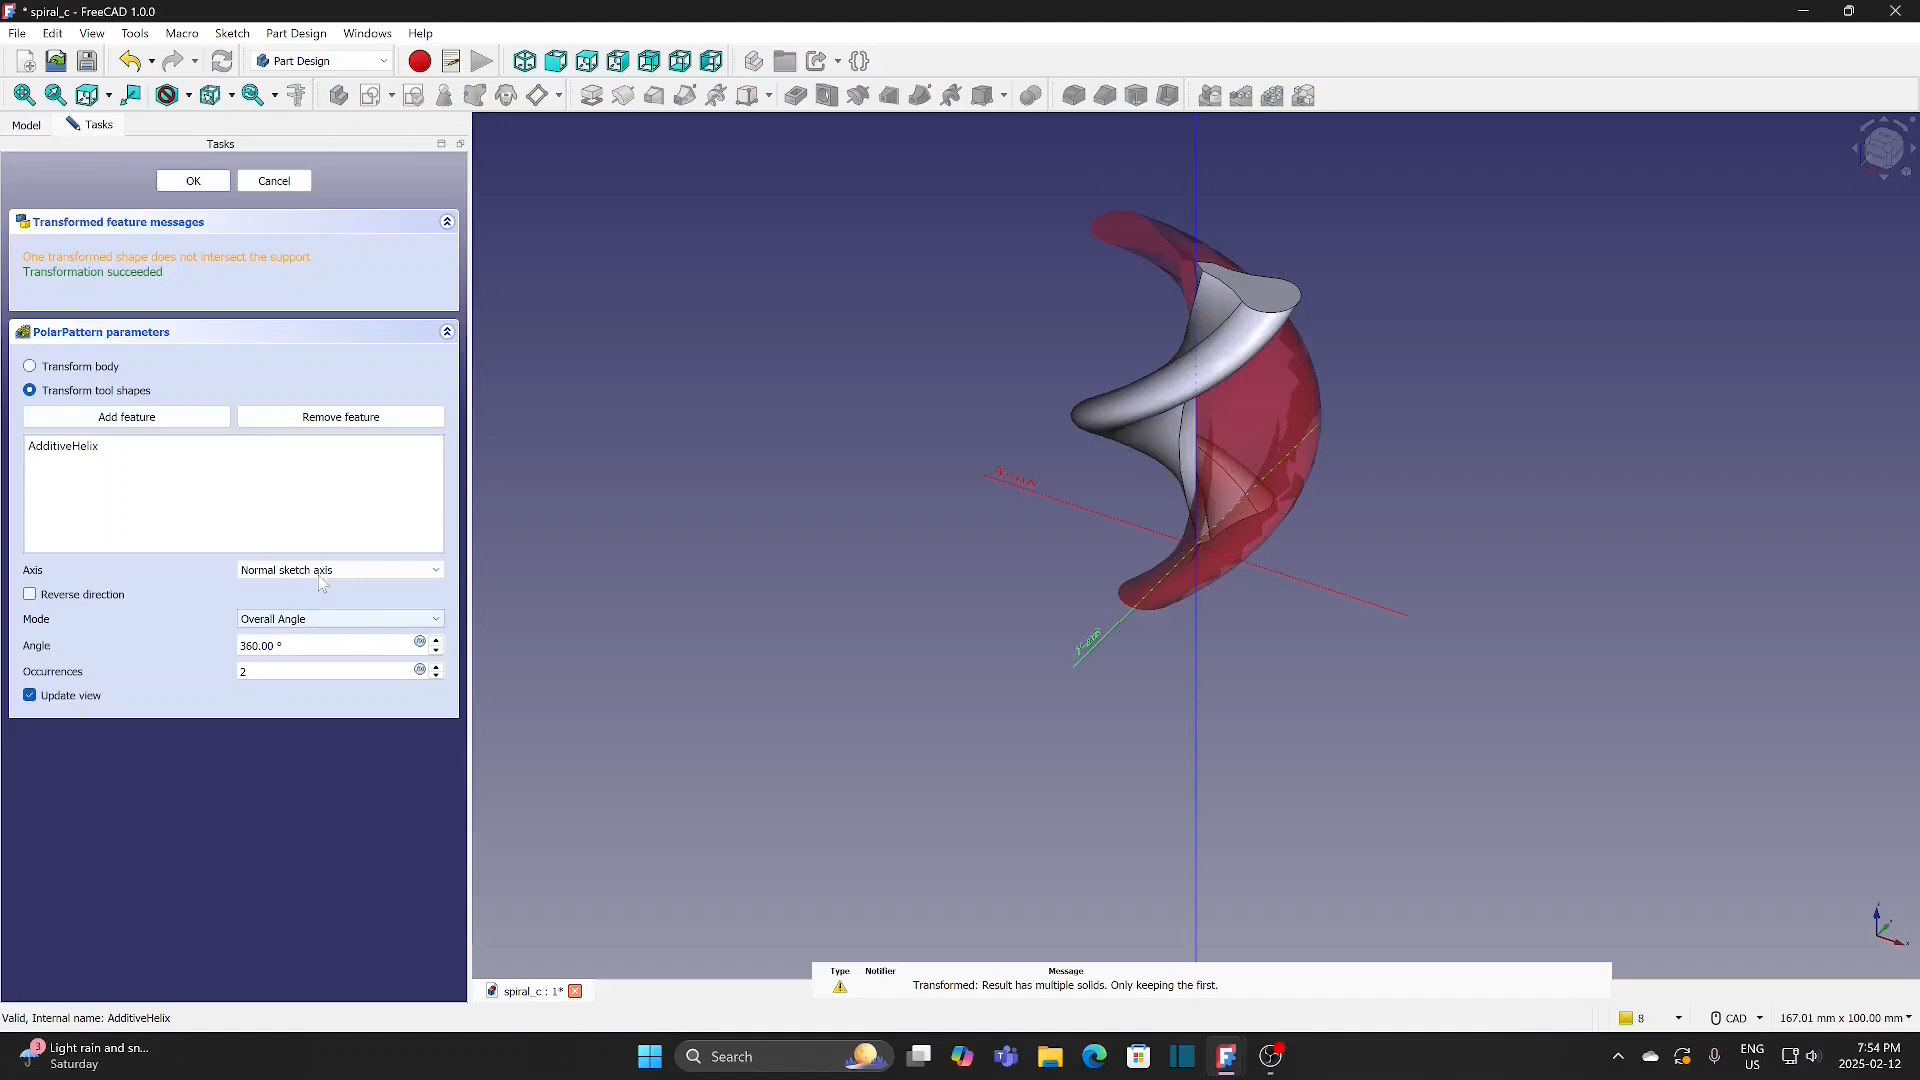 * spiral_c - FreeCAD 1.0.0
File Edit View Tools Macro Sketch Part Design Windows Help
Part Design
Model Tasks
Tasks
OK Cancel
Transformed feature messages
One transformed shape does not intersect the support
Transformation succeeded
PolarPattern parameters
Transform body
Transform tool shapes
Add feature Remove feature
AdditiveHelix
Axis Normal sketch axis
Reverse direction
Mode Overall Angle
Angle 360.00 °
Occurrences 2
Update view
Type Notifier Message
Transformed: Result has multiple solids. Only keeping the first.
spiral_c : 1*
Valid, Internal name: AdditiveHelix
8 CAD 167.01 mm x 100.00 mm
3 Light rain and sn...
Saturday
Search
ENG
US
7:54 PM
2025-02-12